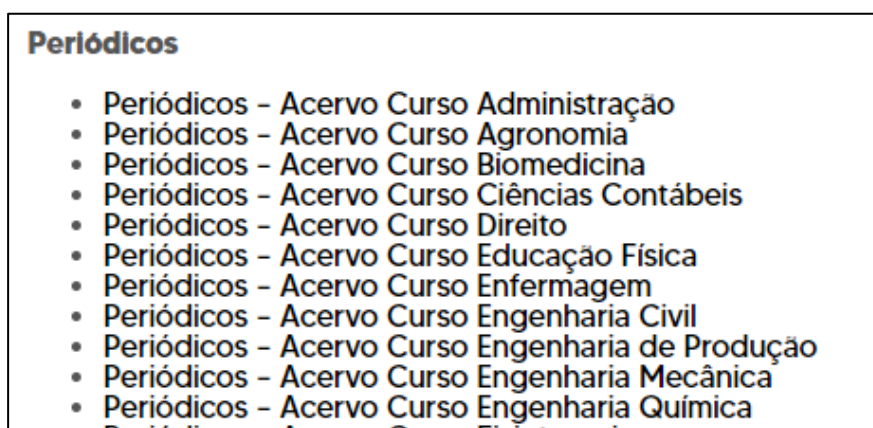 Periódicos
• Periódicos – Acervo Curso Administração
• Periódicos – Acervo Curso Agronomia
• Periódicos – Acervo Curso Biomedicina
• Periódicos – Acervo Curso Ciências Contábeis
• Periódicos – Acervo Curso Direito
• Periódicos – Acervo Curso Educação Física
• Periódicos – Acervo Curso Enfermagem
• Periódicos – Acervo Curso Engenharia Civil
• Periódicos – Acervo Curso Engenharia de Produção
• Periódicos – Acervo Curso Engenharia Mecânica
• Periódicos – Acervo Curso Engenharia Química